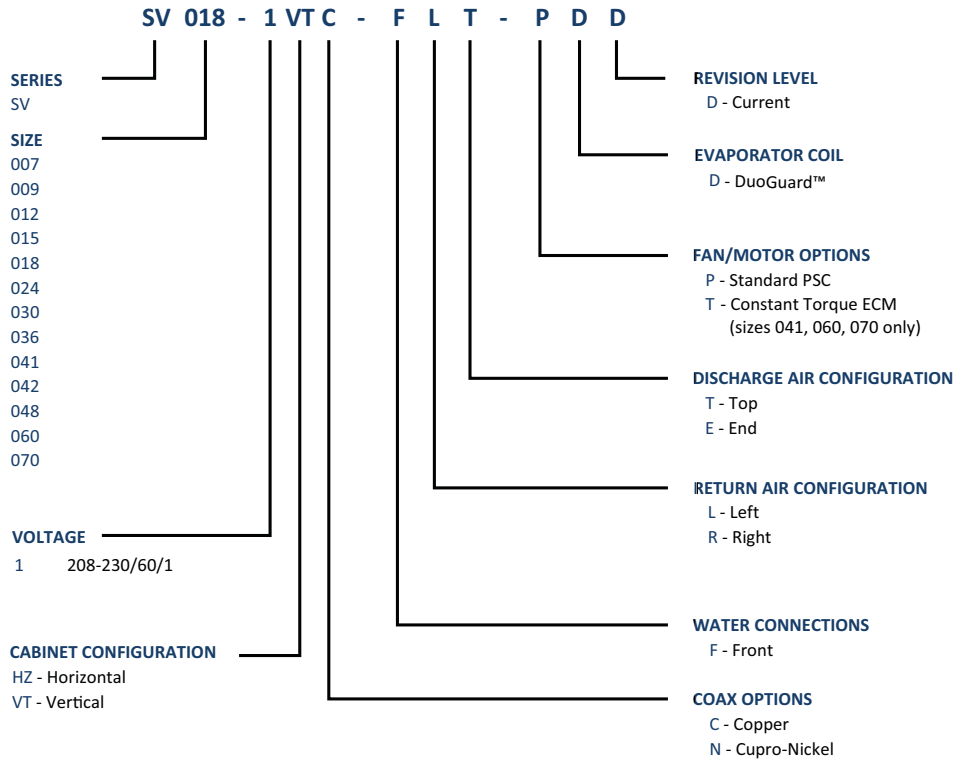 SV 018 - 1 VT C - F L T - P D D
SERIES
SV
SIZE
007
009
012
015
018
024
030
036
041
042
048
060
070
VOLTAGE
1 208-230/60/1
CABINET CONFIGURATION
HZ - Horizontal
VT - Vertical
REVISION LEVEL
D - Current
EVAPORATOR COIL
D - DuoGuard™
FAN/MOTOR OPTIONS
P - Standard PSC
T - Constant Torque ECM
(sizes 041, 060, 070 only)
DISCHARGE AIR CONFIGURATION
T - Top
E - End
RETURN AIR CONFIGURATION
L - Left
R - Right
WATER CONNECTIONS
F - Front
COAX OPTIONS
C - Copper
N - Cupro-Nickel